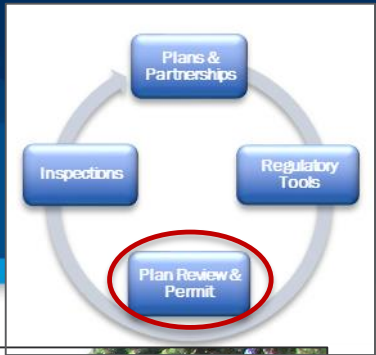 Plans &
Partnerships
Inspections
Regulatory
Tools
Plan Review &
Permit